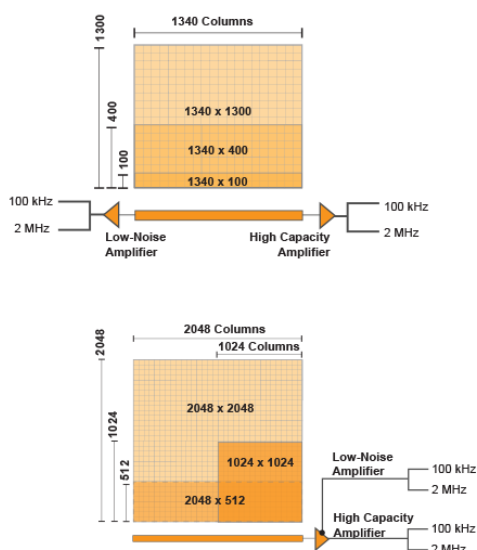 1340 Columns
1300
400
100
1340 x 1300
1340 x 400
1340 x 100
100 kHz
2 MHz
Low-Noise
Amplifier
High Capacity
Amplifier
100 kHz
2 MHz
2048 Columns
1024 Columns
2048
1024
512
2048 x 2048
1024 x 1024
2048 x 512
Low-Noise
Amplifier
100 kHz
2 MHz
High Capacity
Amplifier
100 kHz
2 MHz